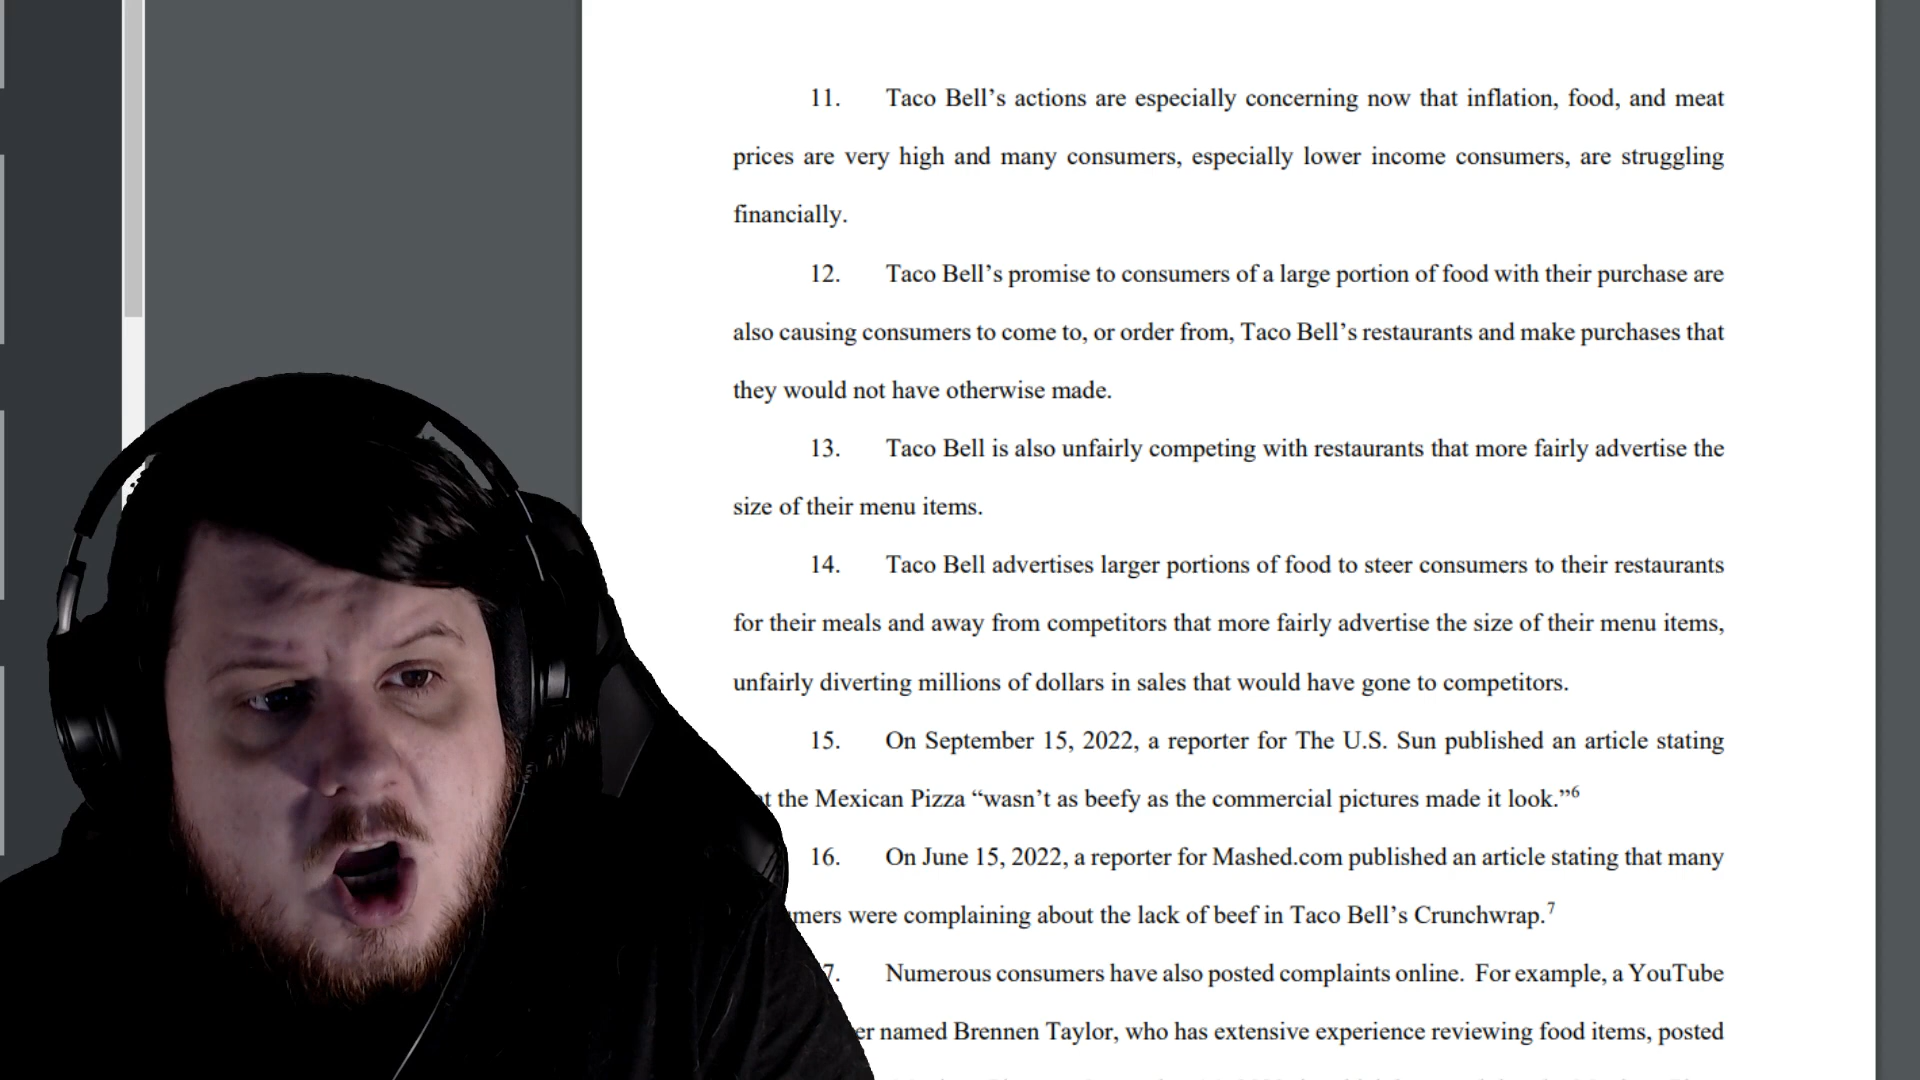 11. Taco Bell’s actions are especially concerning now that inflation, food, and meat
prices are very high and many consumers, especially lower income consumers, are struggling
financially.
12. Taco Bell’s promise to consumers of a large portion of food with their purchase are
also causing consumers to come to, or order from, Taco Bell’s restaurants and make purchases that
they would not have otherwise made.
13. Taco Bell is also unfairly competing with restaurants that more fairly advertise the
size of their menu items.
14. Taco Bell advertises larger portions of food to steer consumers to their restaurants
for their meals and away from competitors that more fairly advertise the size of their menu items,
unfairly diverting millions of dollars in sales that would have gone to competitors.
15. On September 15, 2022, a reporter for The U.S. Sun published an article stating
the Mexican Pizza “wasn’t as beefy as the commercial pictures made it look.”⁶
16. On June 15, 2022, a reporter for Mashed.com published an article stating that many
were complaining about the lack of beef in Taco Bell’s Crunchwrap.⁷
7. Numerous consumers have also posted complaints online. For example, a YouTube
named Brennen Taylor, who has extensive experience reviewing food items, posted